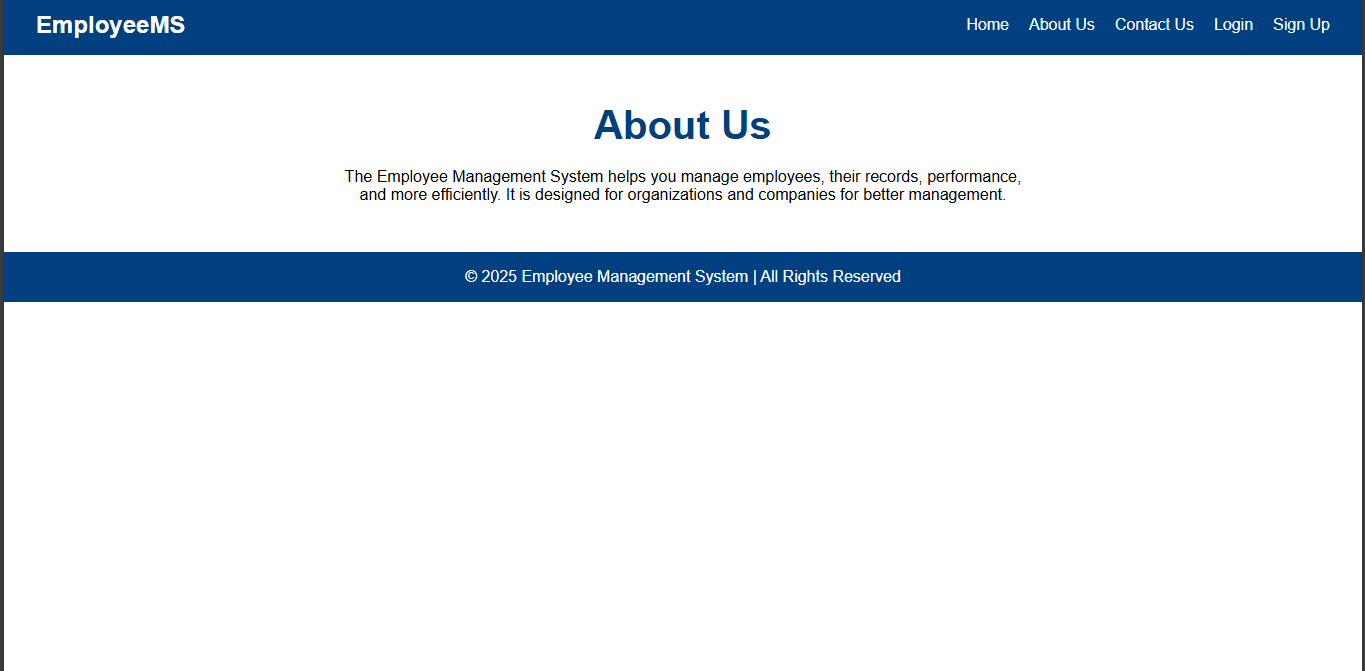 EmployeeMS
Home About Us Contact Us Login Sign Up
About Us
The Employee Management System helps you manage employees, their records, performance,
and more efficiently. It is designed for organizations and companies for better management.
© 2025 Employee Management System | All Rights Reserved